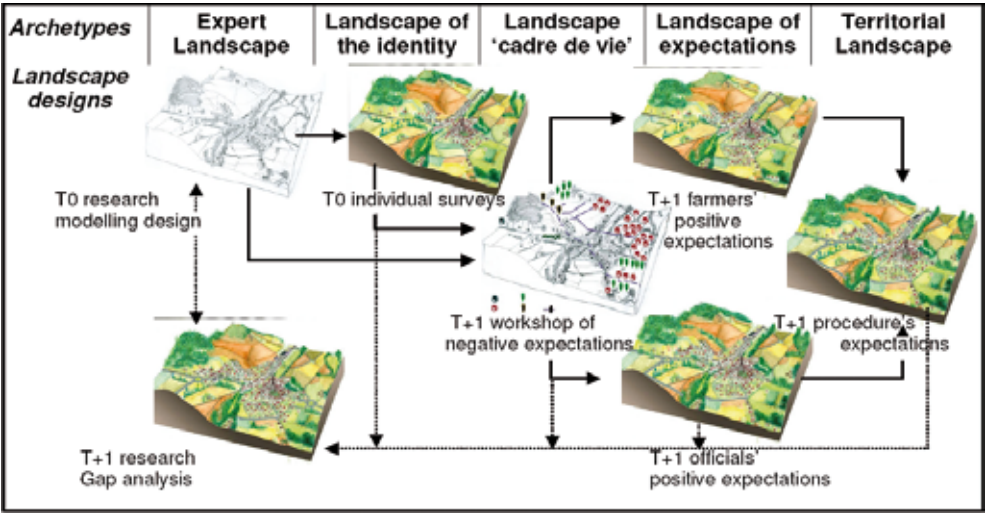 Archetypes
Expert
Landscape
Landscape of
the identity
Landscape
‘cadre de vie’
Landscape of
expectations
Territorial
Landscape
Landscape
designs
T0 research
modelling design
T0 individual surveys
T+1 farmers’
positive
expectations
T+1 workshop of
negative expectations
T+1 procedure's
expectations
T+1 research
Gap analysis
T+1 officials’
positive expectations